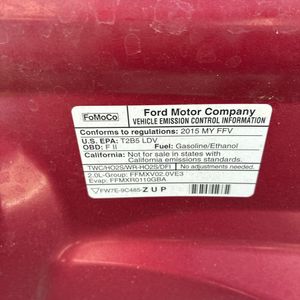 FoMoCo
Ford Motor Company
VEHICLE EMISSION CONTROL INFORMATION
Conforms to regulations: 2015 MY FFV
U.S. EPA: T2B5 LDV
OBD: F II Fuel: Gasoline/Ethanol
California: Not for sale in states with
California emissions standards.
TWC/HO2S/WR-HO2S/DFI No adjustments needed.
2.0L-Group: FFMXV02.0VE3
Evap: FFMXR0110GBA
FW7E-9C485 ZUP